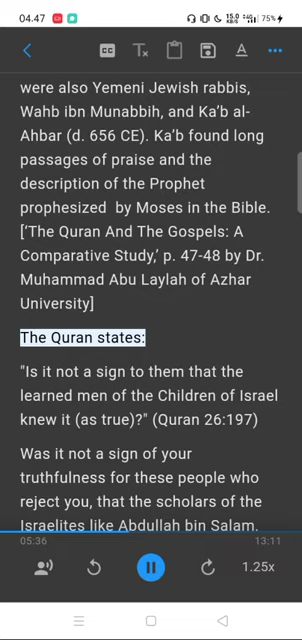 04.47
15.0
KB/S
4G
75%
CC
were also Yemeni Jewish rabbis,
Wahb ibn Munabbih, and Ka'b al-
Ahbar (d. 656 CE). Ka'b found long
passages of praise and the
description of the Prophet
prophesized  by Moses in the Bible.
['The Quran And The Gospels: A
Comparative Study,' p. 47-48 by Dr.
Muhammad Abu Laylah of Azhar
University]
The Quran states:
"Is it not a sign to them that the
learned men of the Children of Israel
knew it (as true)?" (Quran 26:197)
Was it not a sign of your
truthfulness for these people who
reject you, that the scholars of the
Israelites like Abdullah bin Salam,
05:36
13:11
1.25x